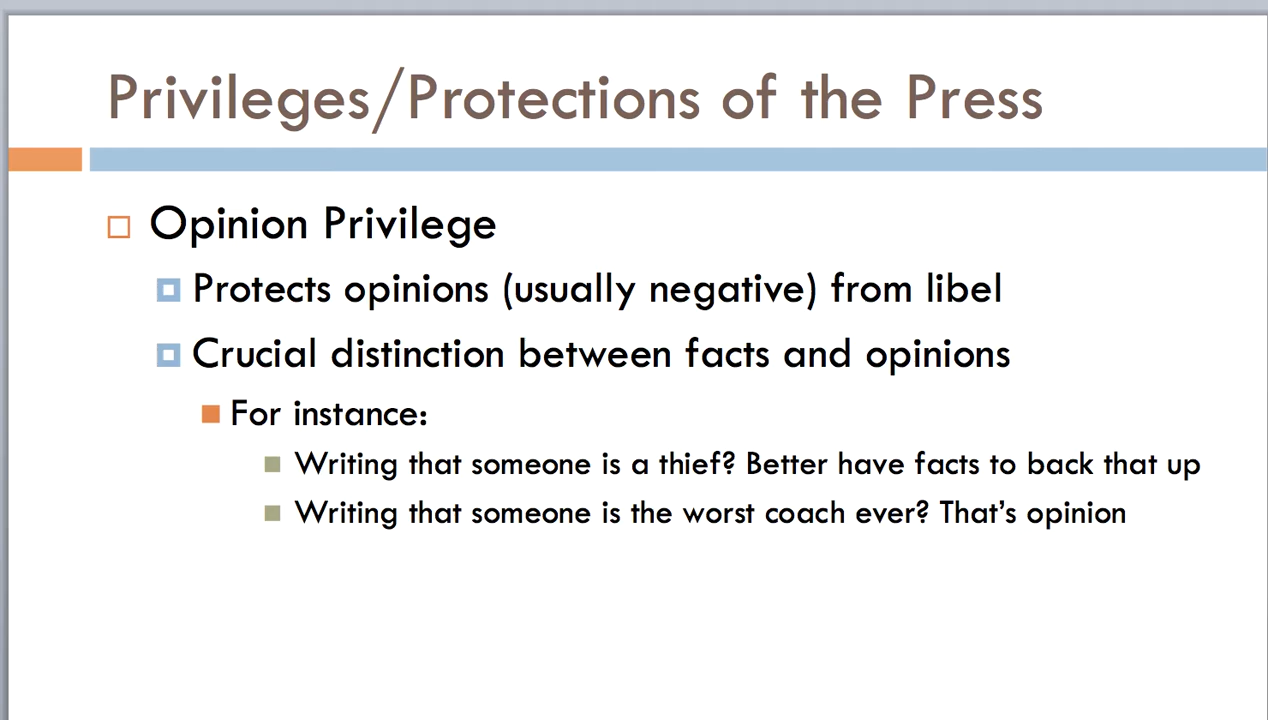 Privileges/Protections of the Press
Opinion Privilege
Protects opinions (usually negative) from libel
Crucial distinction between facts and opinions
For instance:
Writing that someone is a thief? Better have facts to back that up
Writing that someone is the worst coach ever? That's opinion